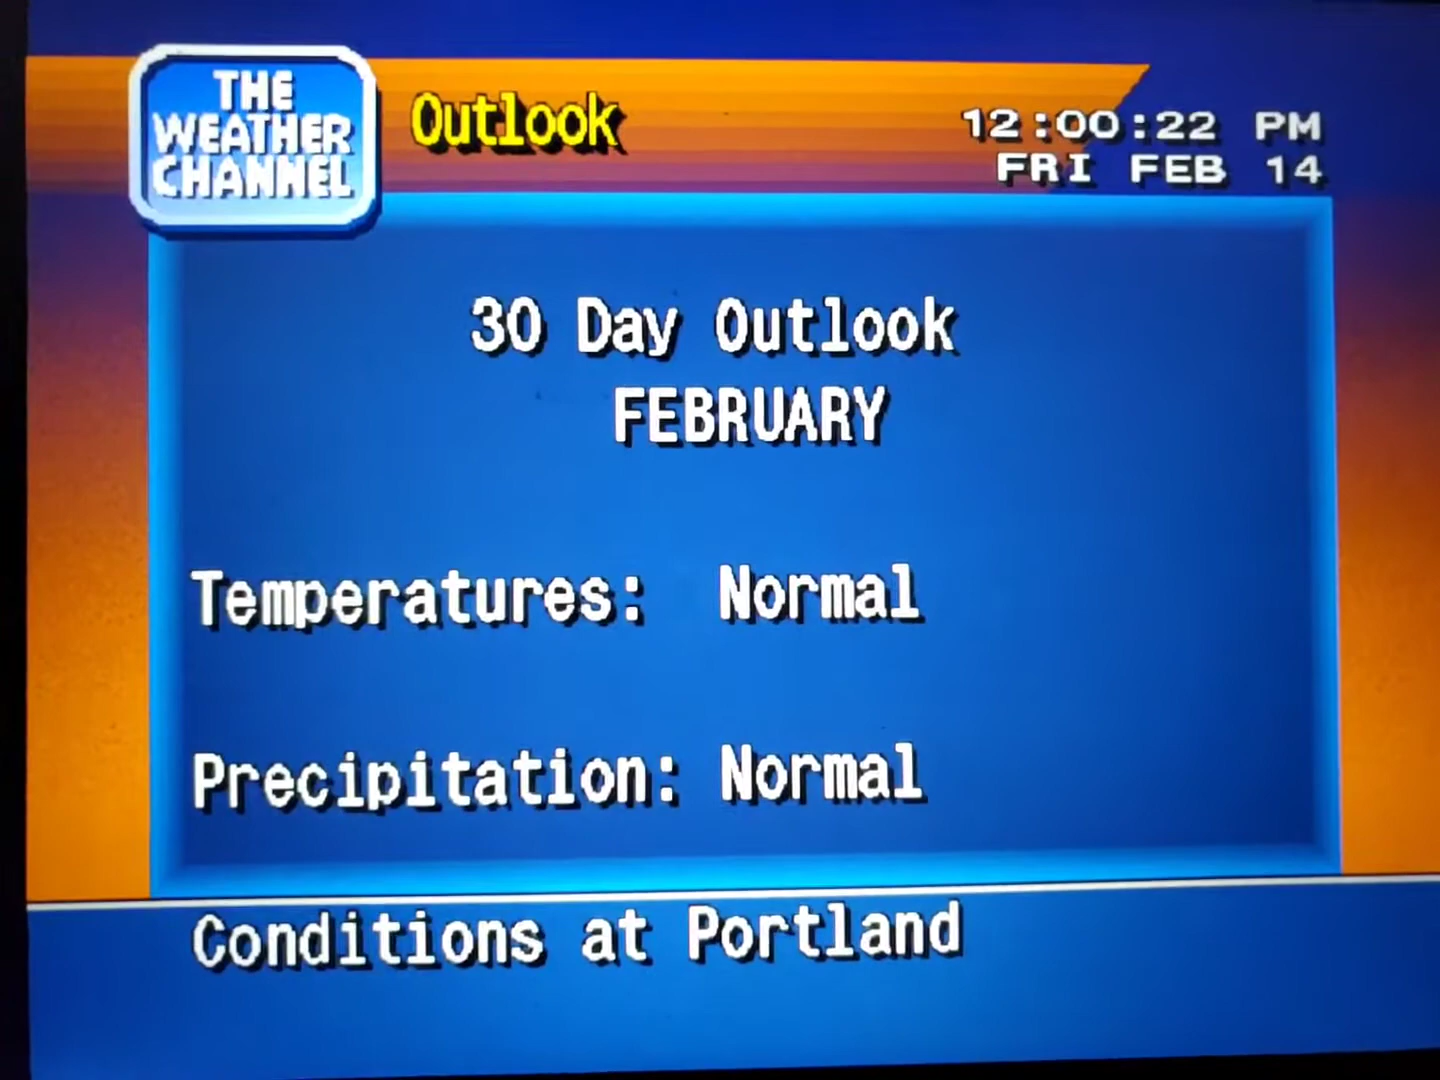 THE
WEATHER
CHANNEL
Outlook
12:00:22 PM
FRI FEB 14
30 Day Outlook
FEBRUARY
Temperatures: Normal
Precipitation: Normal
Conditions at Portland